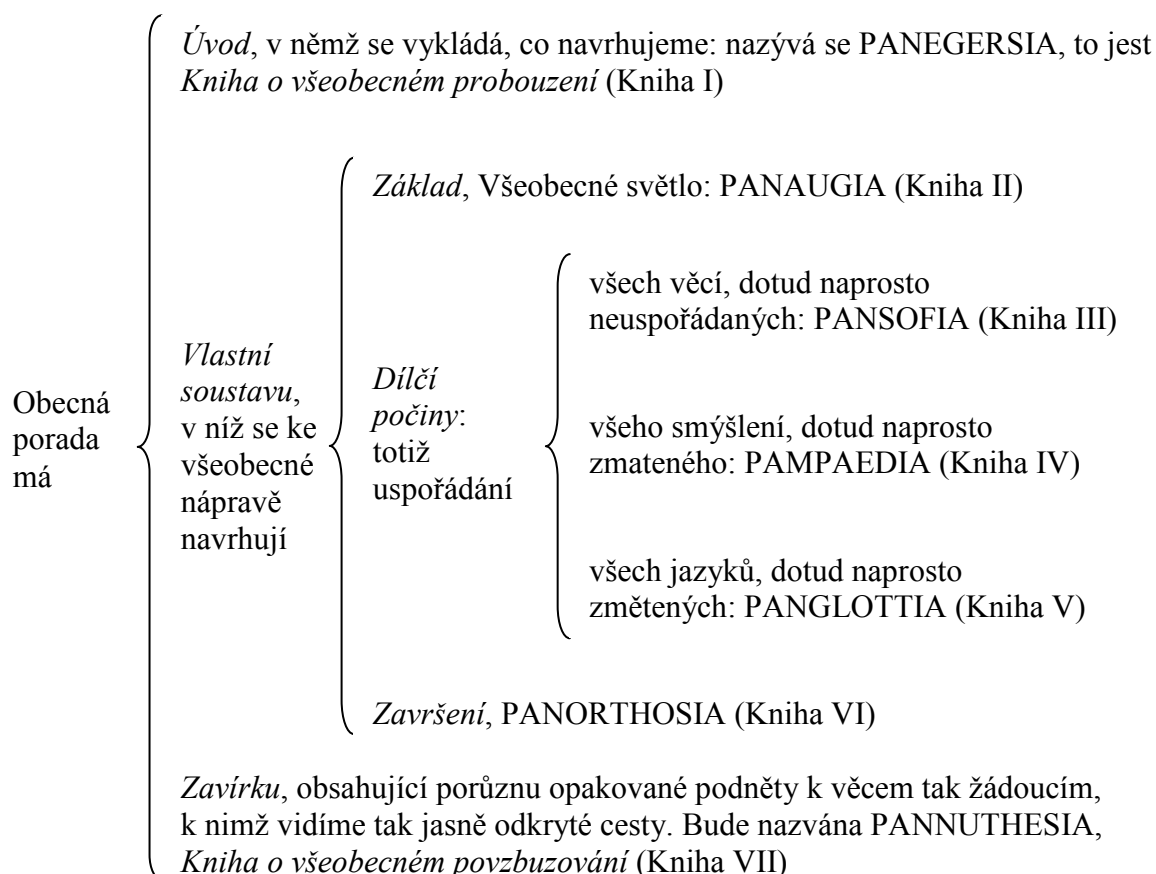 Úvod, v němž se vykládá, co navrhujeme: nazývá se PANEGERSIA, to jest
Kniha o všeobecném probouzení (Kniha I)
Obecná
porada
má
Vlastní
soustavu,
v níž se ke
všeobecné
nápravě
navrhují
Základ, Všeobecné světlo: PANAUGIA (Kniha II)
Dílčí
počiny:
totiž
uspořádání
všech věcí, dotud naprosto
neuspořádaných: PANSOFIA (Kniha III)
všeho smýšlení, dotud naprosto
zmateného: PAMPAEDIA (Kniha IV)
všech jazyků, dotud naprosto
změtených: PANGLOTTIA (Kniha V)
Završení, PANORTHOSIA (Kniha VI)
Zavírku, obsahující porůznu opakované podněty k věcem tak žádoucím,
k nimž vidíme tak jasně odkryté cesty. Bude nazvána PANNUTHESIA,
Kniha o všeobecném povzbuzování (Kniha VII)